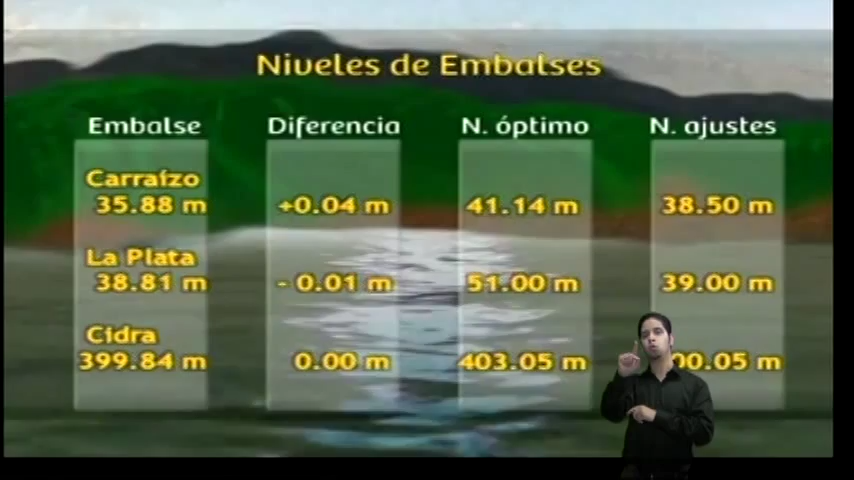 Niveles de Embalses
Embalse Diferencia N. óptimo N. ajustes
Carraízo
35.88 m +0.04 m 41.14 m 38.50 m
La Plata
38.81 m - 0.01 m 51.00 m 39.00 m
Cidra
399.84 m 0.00 m 403.05 m 00.05 m